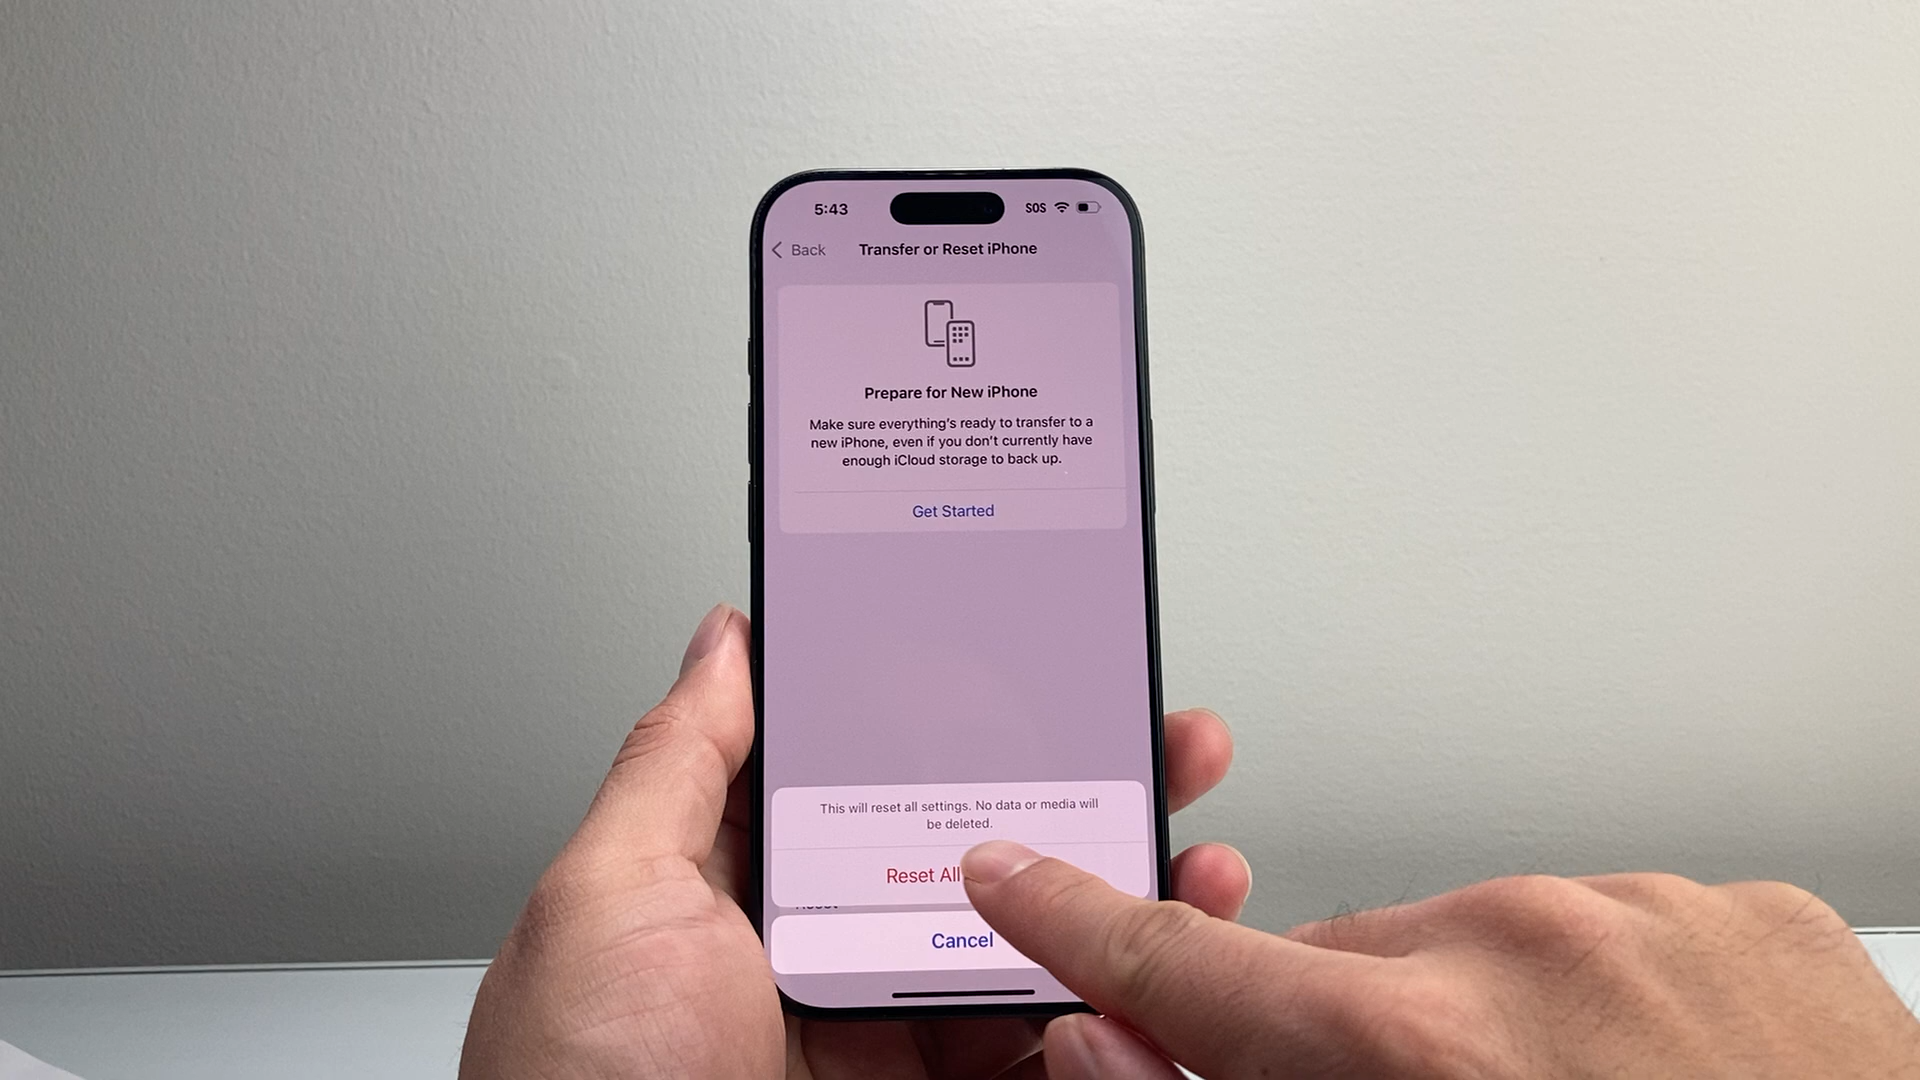 5:43
SOS
Back
Transfer or Reset iPhone
Prepare for New iPhone
Make sure everything's ready to transfer to a
new iPhone, even if you don't currently have
enough iCloud storage to back up.
Get Started
This will reset all settings. No data or media will
be deleted.
Reset All
Cancel